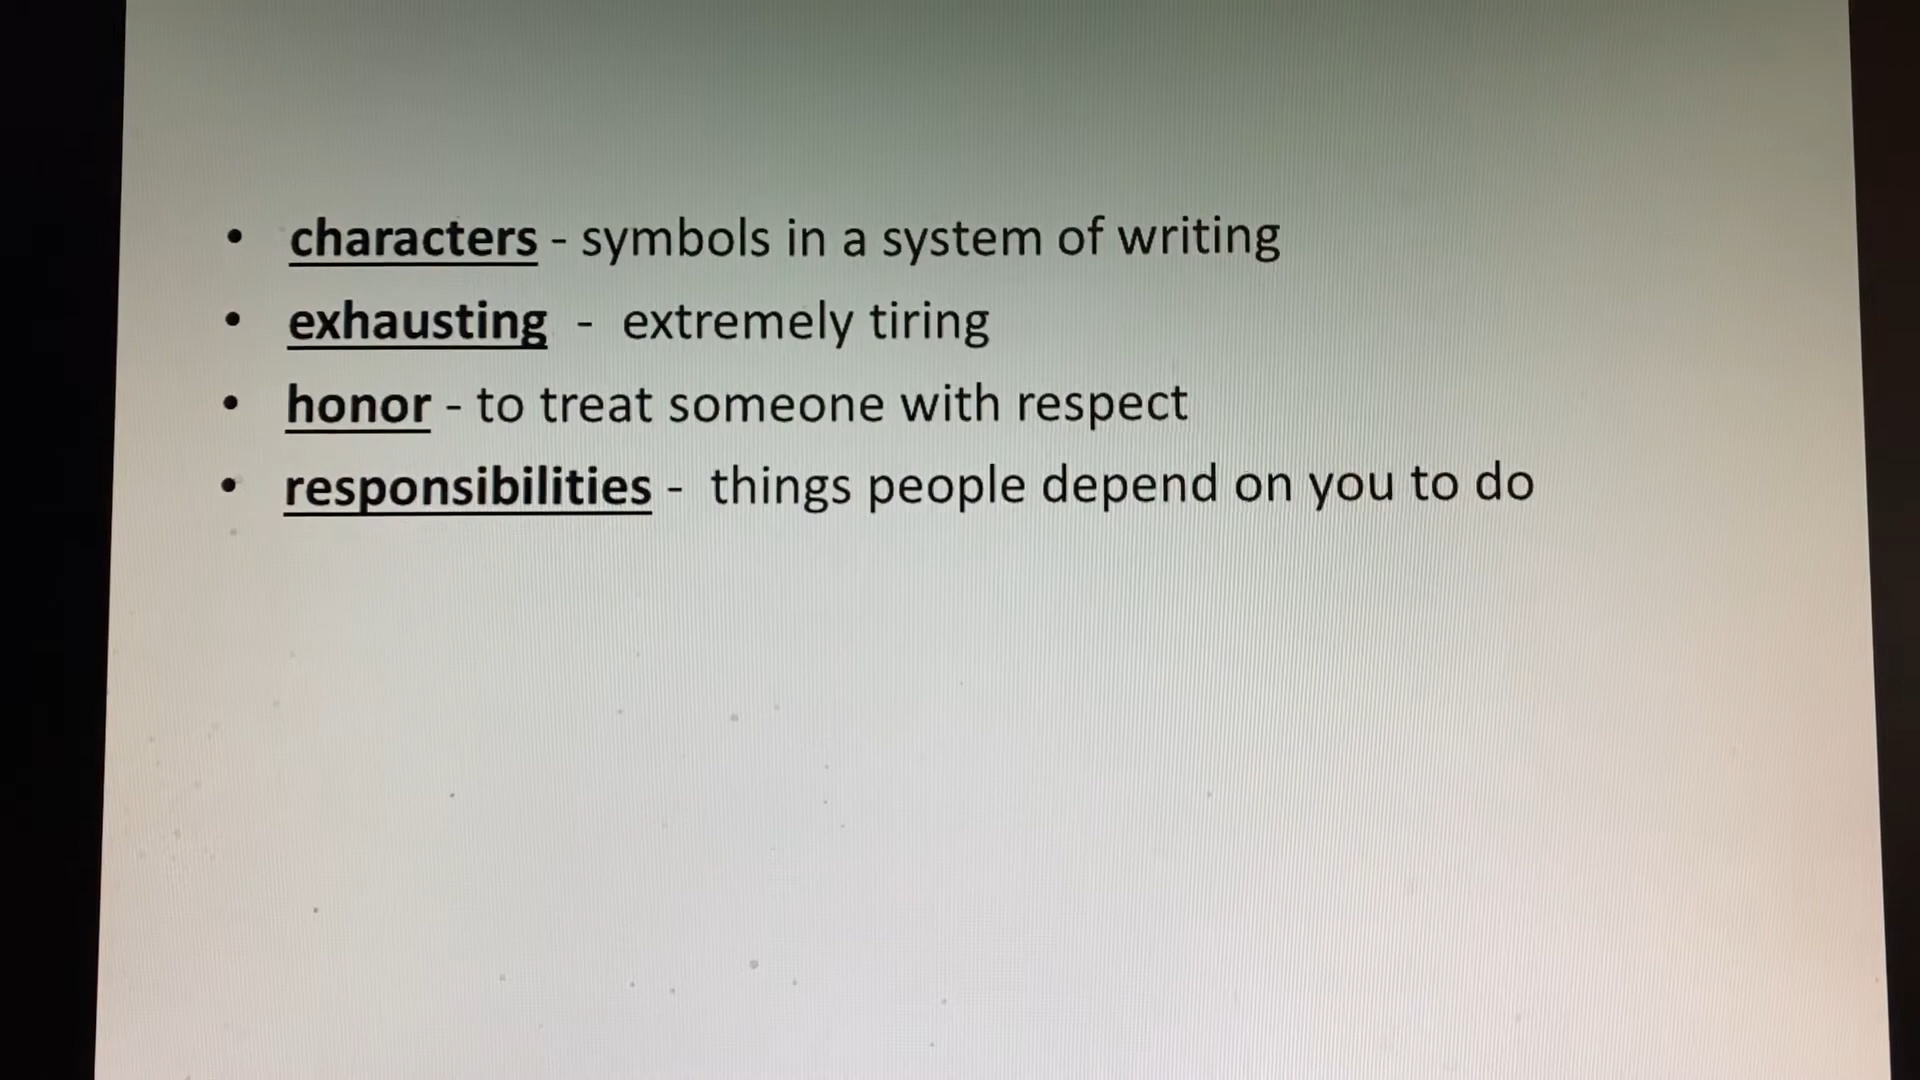 • characters - symbols in a system of writing
• exhausting - extremely tiring
• honor - to treat someone with respect
• responsibilities - things people depend on you to do